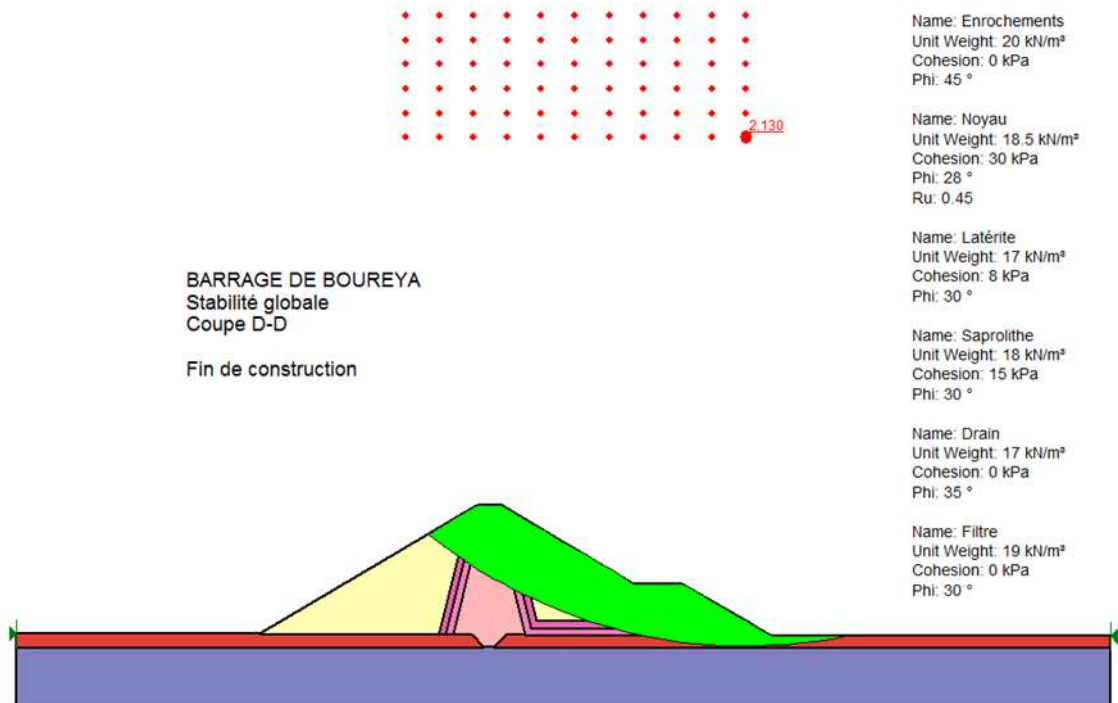 2.130
Name: Enrochements
Unit Weight: 20 kN/m³
Cohesion: 0 kPa
Phi: 45 °
Name: Noyau
Unit Weight: 18.5 kN/m³
Cohesion: 30 kPa
Phi: 28 °
Ru: 0.45
Name: Latérite
Unit Weight: 17 kN/m³
Cohesion: 8 kPa
Phi: 30 °
Name: Saprolithe
Unit Weight: 18 kN/m³
Cohesion: 15 kPa
Phi: 30 °
Name: Drain
Unit Weight: 17 kN/m³
Cohesion: 0 kPa
Phi: 35 °
Name: Filtre
Unit Weight: 19 kN/m³
Cohesion: 0 kPa
Phi: 30 °
BARRAGE DE BOUREYA
Stabilité globale
Coupe D-D
Fin de construction